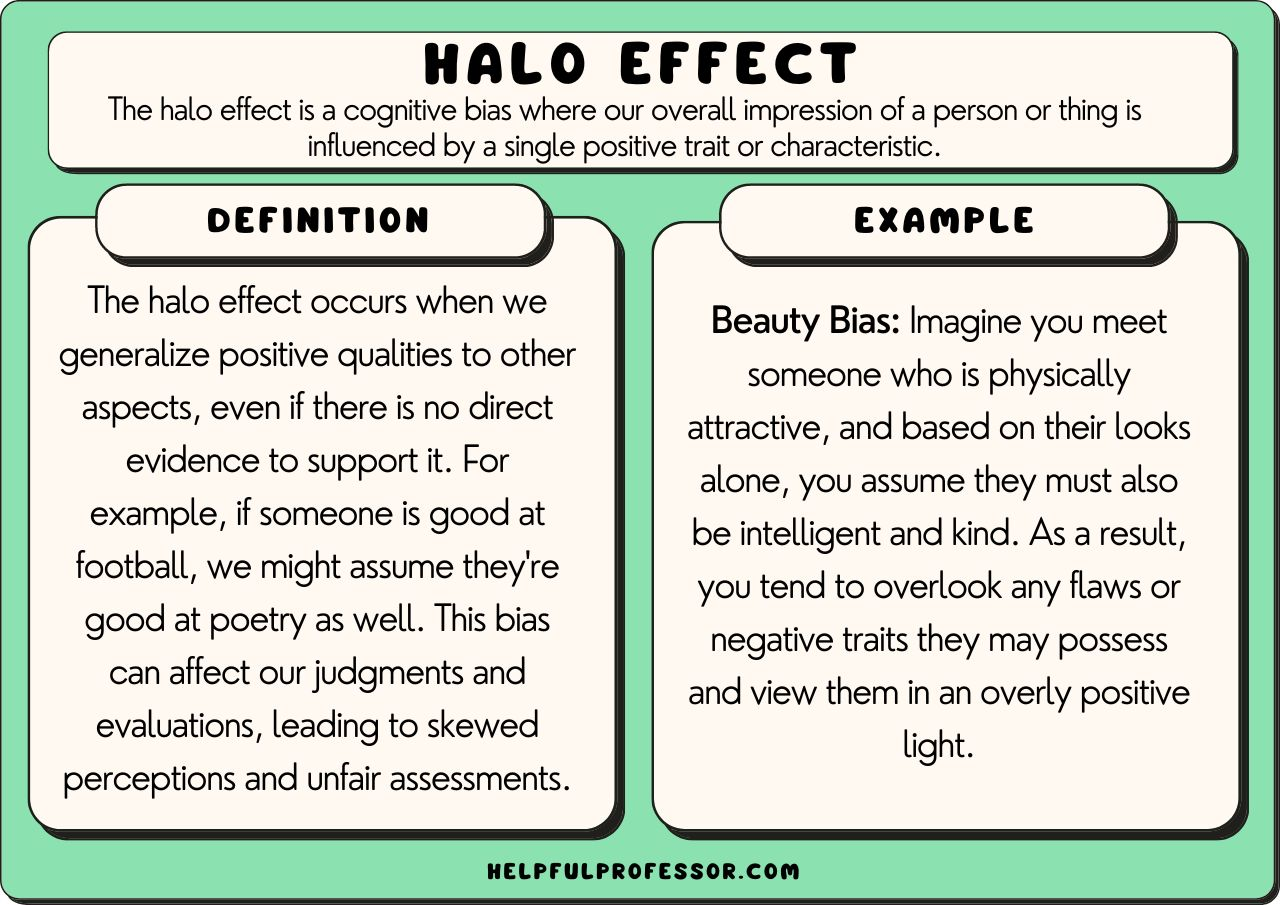 HALO EFFECT
The halo effect is a cognitive bias where our overall impression of a person or thing is
influenced by a single positive trait or characteristic.
DEFINITION
The halo effect occurs when we
generalize positive qualities to other
aspects, even if there is no direct
evidence to support it. For
example, if someone is good at
football, we might assume they're
good at poetry as well. This bias
can affect our judgments and
evaluations, leading to skewed
perceptions and unfair assessments.
EXAMPLE
Beauty Bias: Imagine you meet
someone who is physically
attractive, and based on their looks
alone, you assume they must also
be intelligent and kind. As a result,
you tend to overlook any flaws or
negative traits they may possess
and view them in an overly positive
light.
HELPFULPROFESSOR.COM